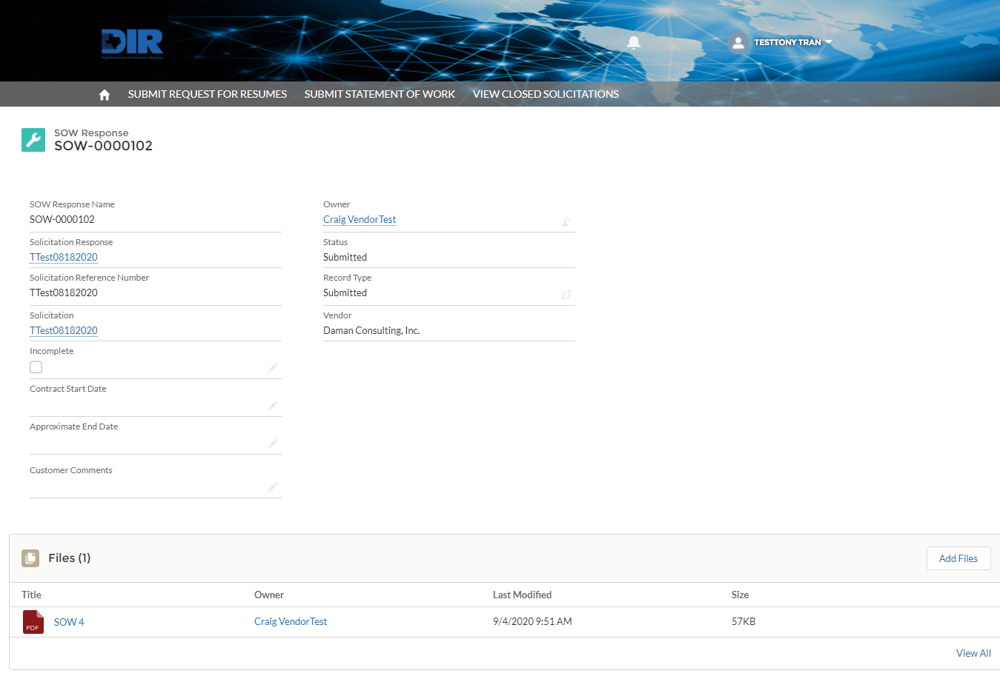 DIR
Texas Department of Information Resources
TESTTONY TRAN
SUBMIT REQUEST FOR RESUMES SUBMIT STATEMENT OF WORK VIEW CLOSED SOLICITATIONS
SOW Response
SOW-0000102
SOW Response Name
SOW-0000102
Solicitation Response
TTest08182020
Solicitation Reference Number
TTest08182020
Solicitation
TTest08182020
Incomplete
Contract Start Date
Approximate End Date
Customer Comments
Owner
Craig VendorTest
Status
Submitted
Record Type
Submitted
Vendor
Daman Consulting, Inc.
Files (1)
Add Files
Title Owner Last Modified Size
PDF SOW 4 Craig VendorTest 9/4/2020 9:51 AM 57KB
View All